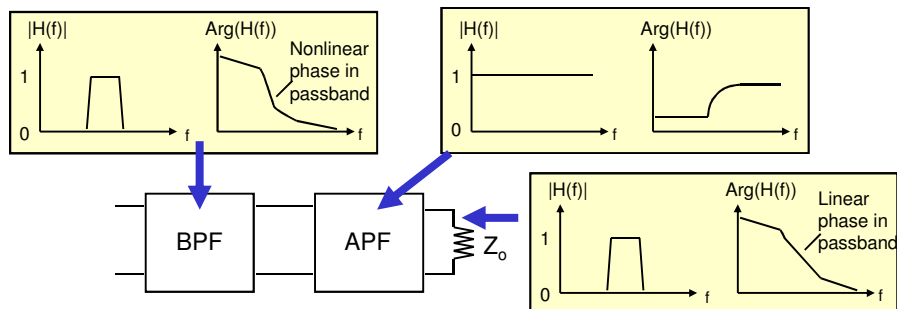 |H(f)|
1
0
f
Arg(H(f))
Nonlinear
phase in
passband
f
|H(f)|
1
0
f
Arg(H(f))
f
BPF
APF
Zo
|H(f)|
1
0
f
Arg(H(f))
Linear
phase in
passband
f